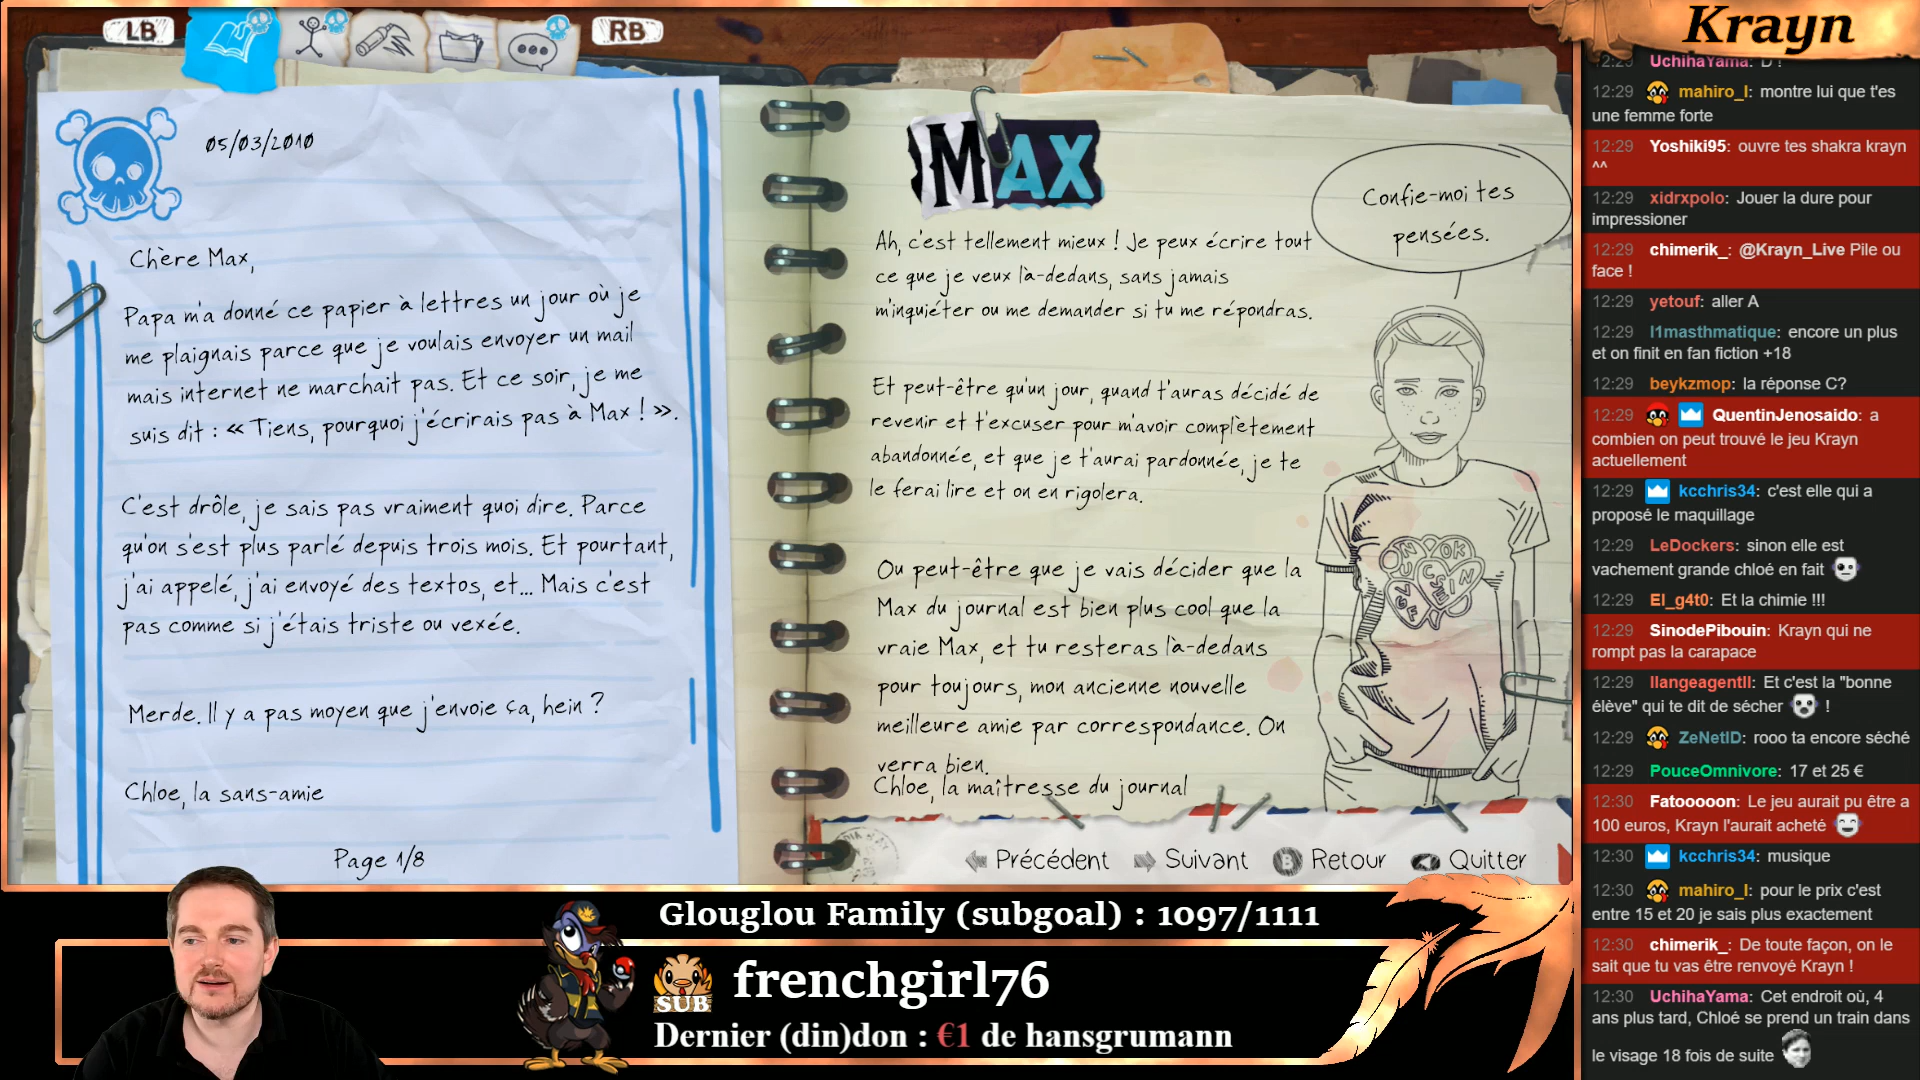 LB
RB
05/03/2010
Chère Max,
Papa m'a donné ce papier à lettres un jour où je
me plaignais parce que je voulais envoyer un mail
mais internet ne marchait pas. Et ce soir, je me
suis dit : « Tiens, pourquoi j'écrirais pas à Max ! ».
C'est drôle, je sais pas vraiment quoi dire. Parce
qu'on s'est plus parlé depuis trois mois. Et pourtant,
j'ai appelé, j'ai envoyé des textos, et... Mais c'est
pas comme si j'étais triste ou vexée.
Merde. Il y a pas moyen que j'envoie ça, hein ?
Chloe, la sans-amie
Page 1/8
MAX
Confie-moi tes
pensées.
Ah, c'est tellement mieux ! Je peux écrire tout
ce que je veux là-dedans, sans jamais
m'inquiéter ou me demander si tu me répondras.
Et peut-être qu'un jour, quand t'auras décidé de
revenir et t'excuser pour m'avoir complètement
abandonnée, et que je t'aurai pardonnée, je te
le ferai lire et on en rigolera.
Ou peut-être que je vais décider que la
Max du journal est bien plus cool que la
vraie Max, et tu resteras là-dedans
pour toujours, mon ancienne nouvelle
meilleure amie par correspondance. On
verra bien.
Chloe, la maîtresse du journal
Précédent
Suivant
B Retour
Quitter
Krayn
12:29 UchihaYama: D !
12:29 mahiro_l: montre lui que t'es
une femme forte
12:29 Yoshiki95: ouvre tes shakra krayn
^^
12:29 xidrxpolo: Jouer la dure pour
impressioner
12:29 chimerik_: @Krayn_Live Pile ou
face !
12:29 yetouf: aller A
12:29 l1masthmatique: encore un plus
et on finit en fan fiction +18
12:29 beykzmop: la réponse C?
12:29 QuentinJenosaido: a
combien on peut trouvé le jeu Krayn
actuellement
12:29 kcchris34: c'est elle qui a
proposé le maquillage
12:29 LeDockers: sinon elle est
vachement grande chloé en fait
12:29 El_g4t0: Et la chimie !!!
12:29 SinodePibouin: Krayn qui ne
rompt pas la carapace
12:29 llangeagentll: Et c'est la "bonne
élève" qui te dit de sécher !
12:29 ZeNetID: rooo ta encore séché
12:29 PouceOmnivore: 17 et 25 €
12:30 Fatooooon: Le jeu aurait pu être a
100 euros, Krayn l'aurait acheté
12:30 kcchris34: musique
12:30 mahiro_l: pour le prix c'est
entre 15 et 20 je sais plus exactement
12:30 chimerik_: De toute façon, on le
sait que tu vas être renvoyé Krayn !
12:30 UchihaYama: Cet endroit où, 4
ans plus tard, Chloé se prend un train dans
le visage 18 fois de suite
Glouglou Family (subgoal) : 1097/1111
SUB
frenchgirl76
Dernier (din)don : €1 de hansgrumann